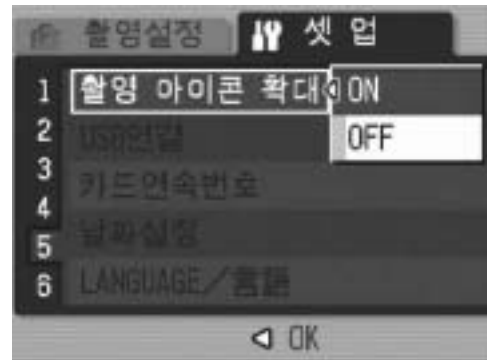 촬영설정 셋 업
1 촬영 아이콘 확대 ON
2 USB연결 OFF
3 카드연속번호
4
5 날짜설정
6 LANGUAGE／言語
OK